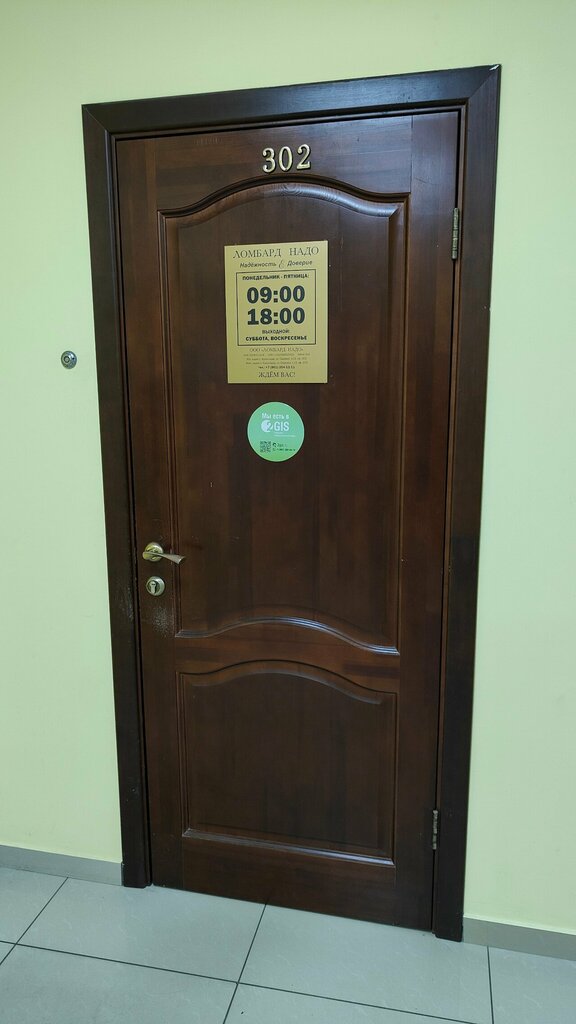 302
ЛОМБАРД НАДО
Надёжность & Доверие
ПОНЕДЕЛЬНИК - ПЯТНИЦА:
09:00
18:00
ВЫХОДНОЙ:
СУББОТА, ВОСКРЕСЕНЬЕ
ООО «ЛОМБАРД НАДО»
ЖДЁМ ВАС!
Мы есть в
2GIS